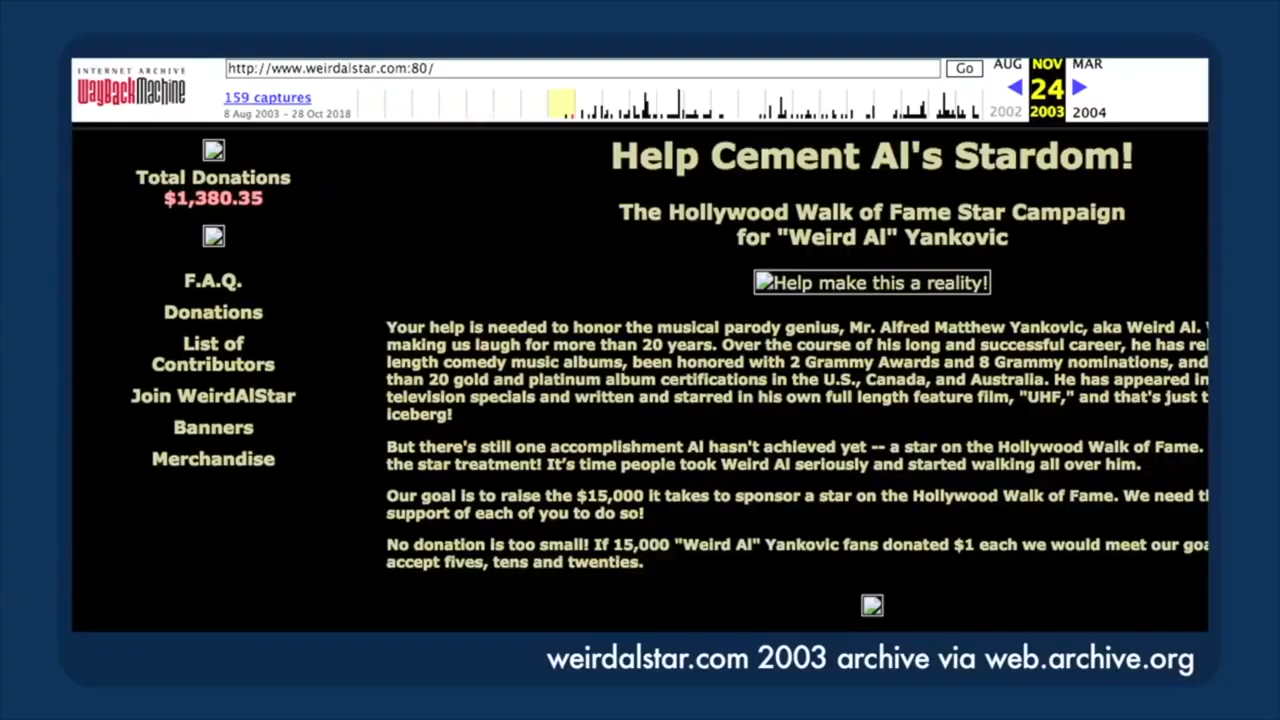 INTERNET ARCHIVE
WayBackMachine
http://www.weirdalstar.com:80/
Go
159 captures
8 Aug 2003 - 28 Oct 2018
AUG NOV MAR
24
2002 2003 2004
Total Donations
$1,380.35
F.A.Q.
Donations
List of
Contributors
Join WeirdAlStar
Banners
Merchandise
Help Cement Al's Stardom!
The Hollywood Walk of Fame Star Campaign
for "Weird Al" Yankovic
Help make this a reality!
Your help is needed to honor the musical parody genius, Mr. Alfred Matthew Yankovic, aka Weird Al.
making us laugh for more than 20 years. Over the course of his long and successful career, he has
length comedy music albums, been honored with 2 Grammy Awards and 8 Grammy nominations, and
than 20 gold and platinum album certifications in the U.S., Canada, and Australia. He has appeared in
television specials and written and starred in his own full length feature film, "UHF," and that's just
iceberg!
But there's still one accomplishment Al hasn't achieved yet -- a star on the Hollywood Walk of Fame.
the star treatment! It's time people took Weird Al seriously and started walking all over him.
Our goal is to raise the $15,000 it takes to sponsor a star on the Hollywood Walk of Fame. We need
support of each of you to do so!
No donation is too small! If 15,000 "Weird Al" Yankovic fans donated $1 each we would meet our
accept fives, tens and twenties.
weirdalstar.com 2003 archive via web.archive.org